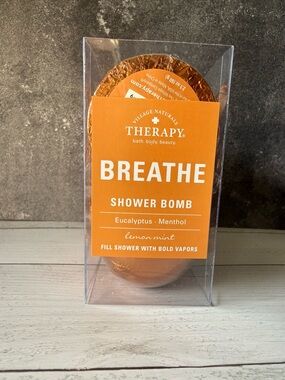 VILLAGE NATURALS
THERAPY®
bath. body. beauty.
BREATHE
SHOWER BOMB
Eucalyptus · Menthol
lemon mint
FILL SHOWER WITH BOLD VAPORS